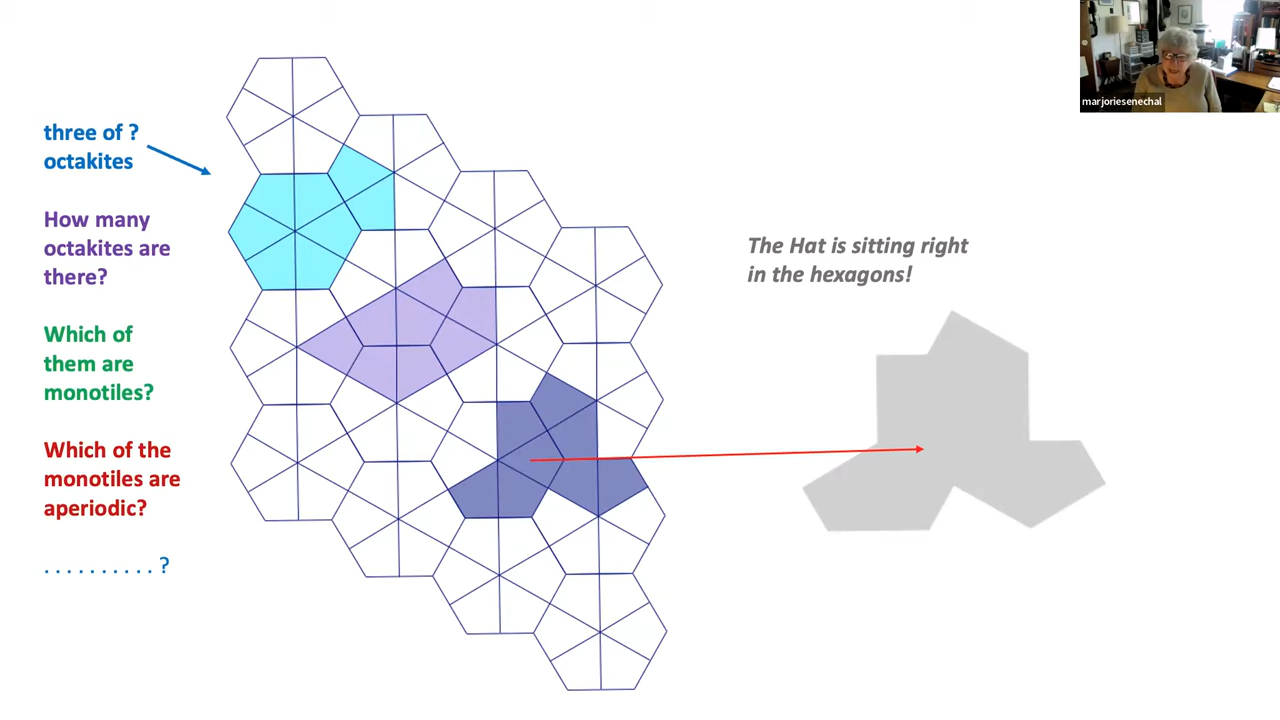 three of ?
octakites
How many
octakites are
there?
Which of
them are
monotiles?
Which of the
monotiles are
aperiodic?
. . . . . . . . . . ?
The Hat is sitting right
in the hexagons!
marjoriesenechal